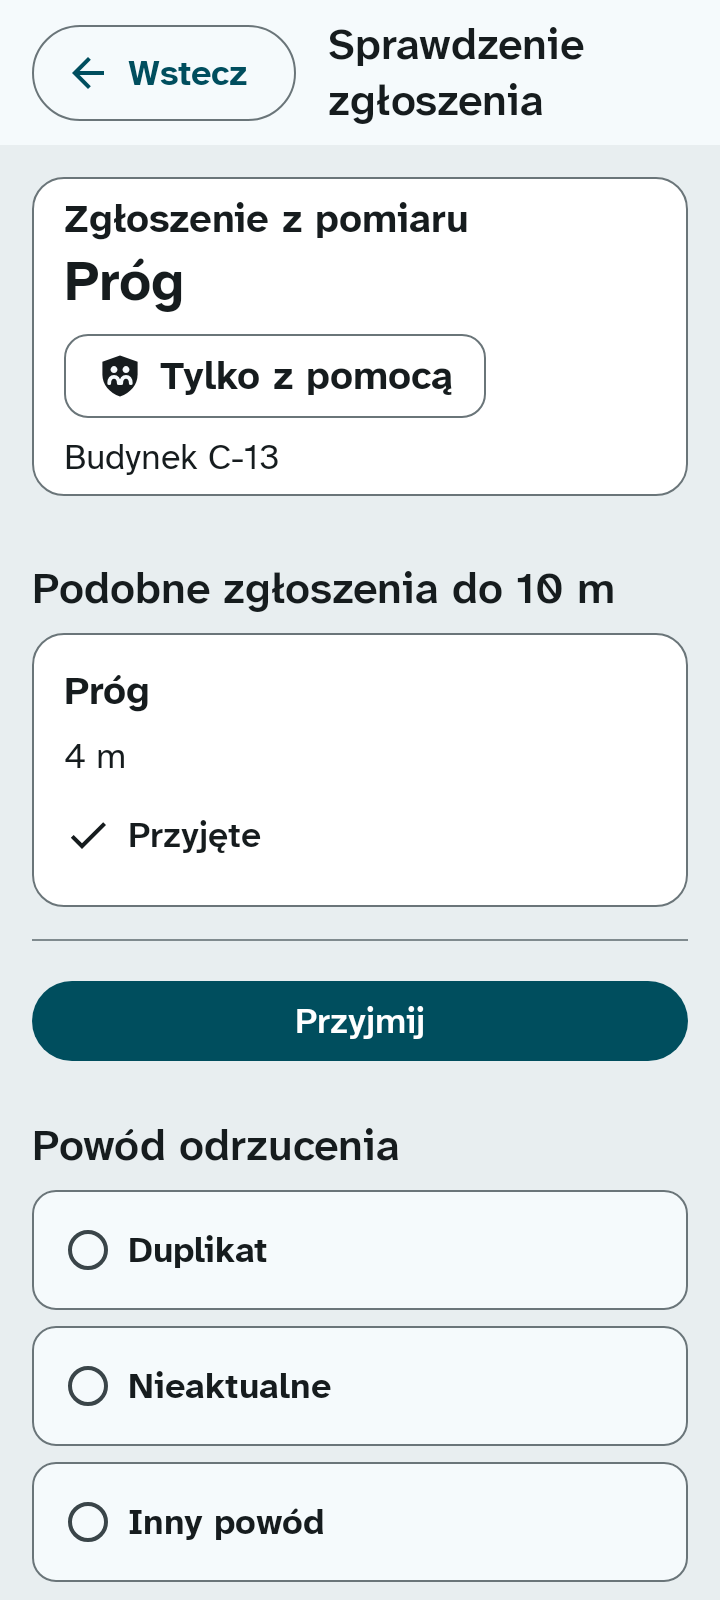 Wstecz
Sprawdzenie
zgłoszenia
Zgłoszenie z pomiaru
Próg
Tylko z pomocą
Budynek C-13
Podobne zgłoszenia do 10 m
Próg
4 m
Przyjęte
Przyjmij
Powód odrzucenia
Duplikat
Nieaktualne
Inny powód